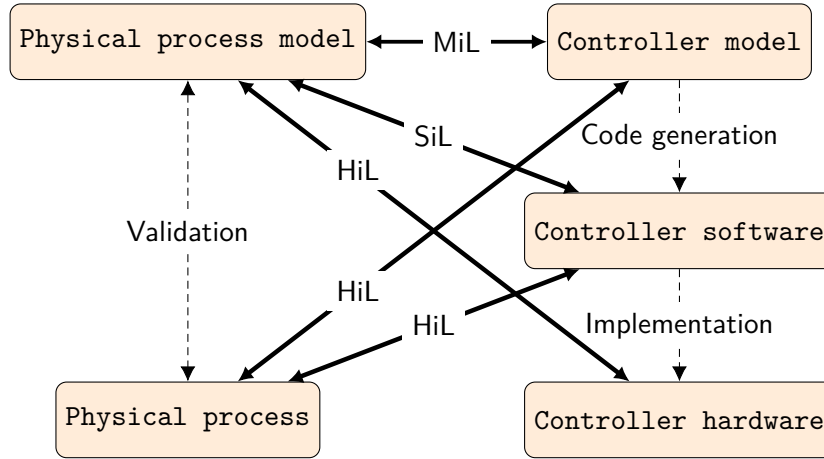 Physical process model
MiL
Controller model
SiL
Code generation
HiL
Validation
Controller software
HiL
HiL
Implementation
Physical process
Controller hardware